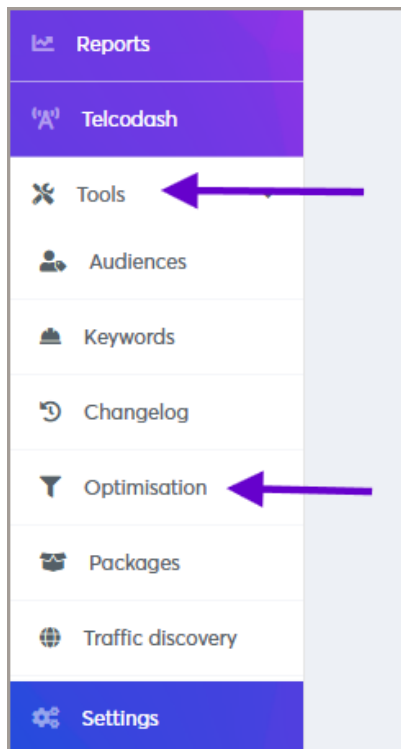 Reports
Telcodash
Tools
Audiences
Keywords
Changelog
Optimisation
Packages
Traffic discovery
Settings